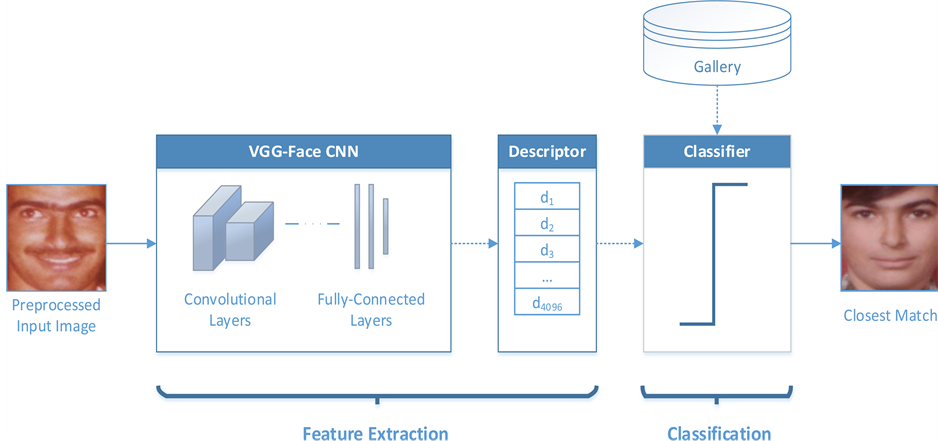 Gallery
VGG-Face CNN
Descriptor
Classifier
d1
d2
d3
...
d4096
Preprocessed
Input Image
Convolutional
Layers
Fully-Connected
Layers
Closest Match
Feature Extraction
Classification